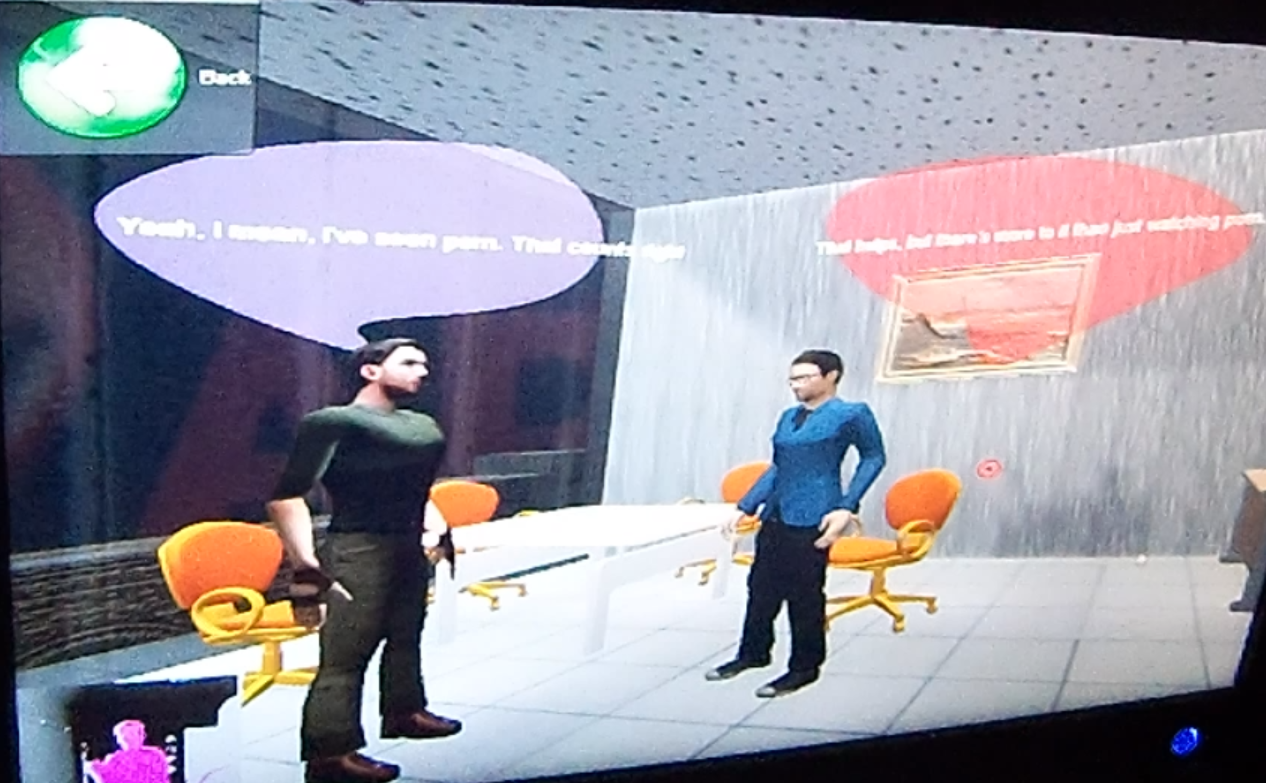 Back
Yeah, I mean, I've seen porn. That counts right
That helps, but there's more to it than just watching porn.